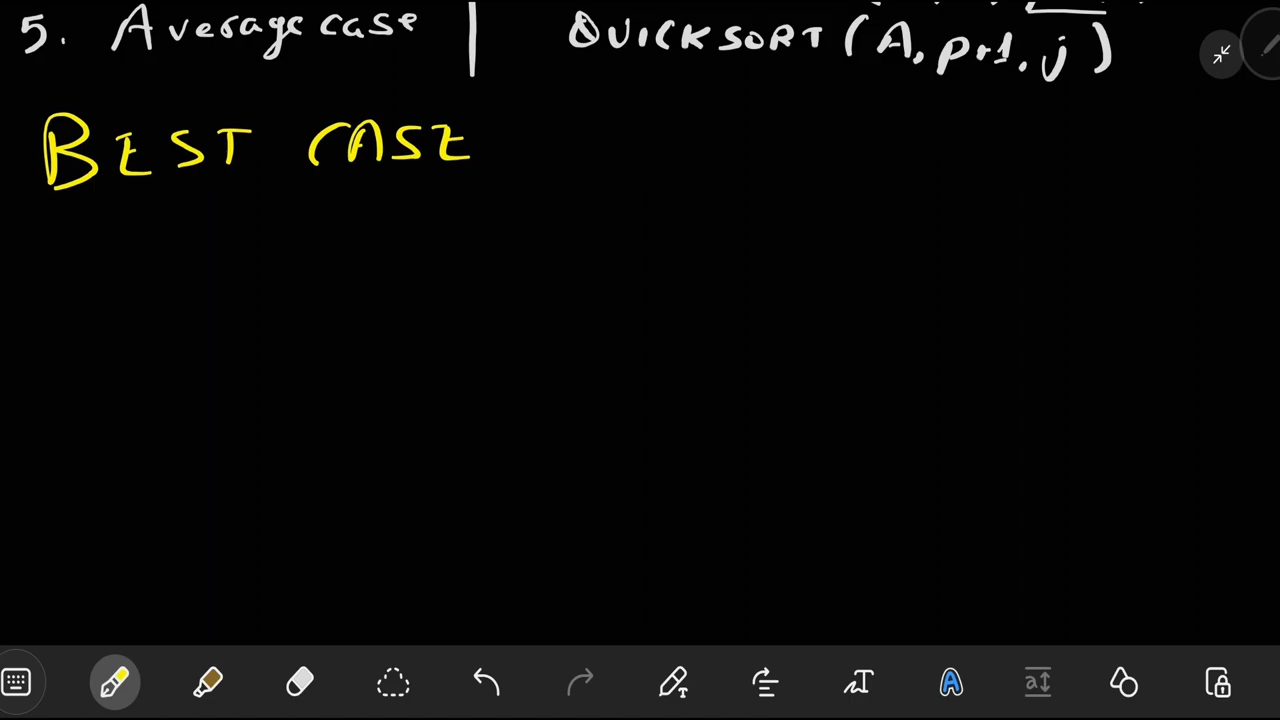 5. Average case
QUICKSORT (A, p+1, j)
BEST CASE